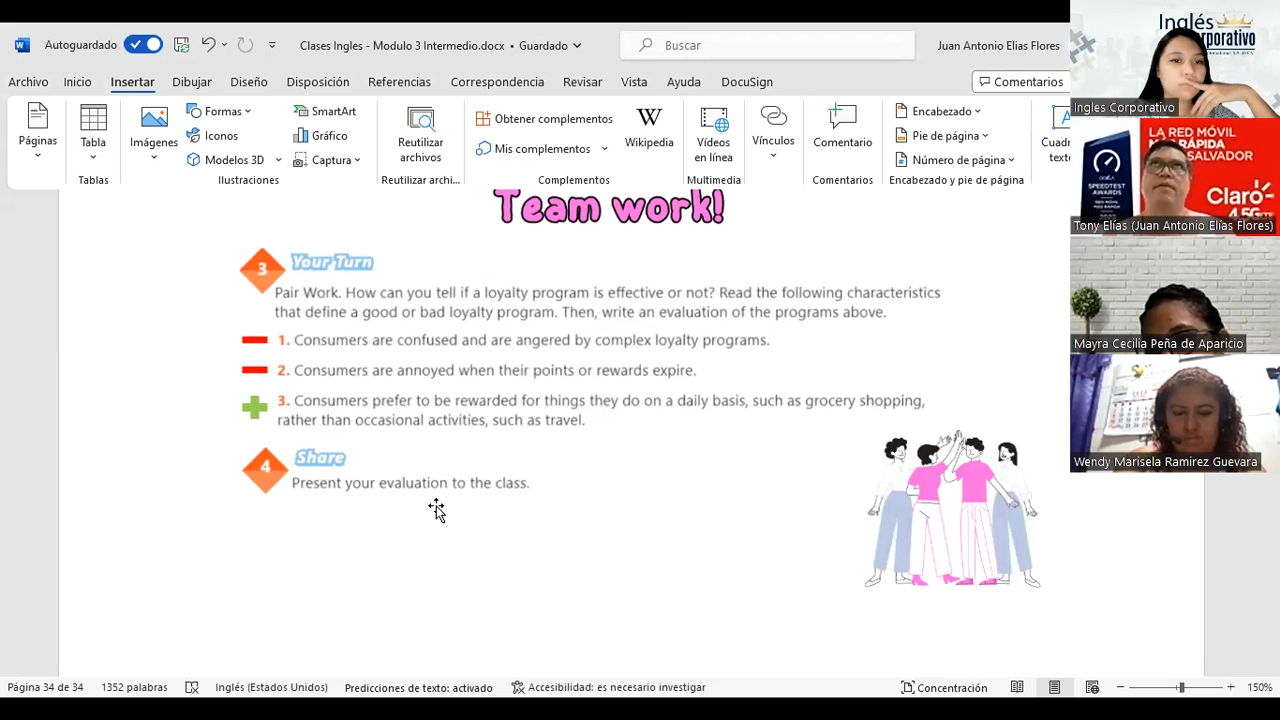 Autoguardado
Clases Ingles - Modulo 3 Intermedio.docx • Guardado
Buscar
Juan Antonio Elias Flores
Archivo Inicio Insertar Dibujar Diseño Disposición Referencias Correspondencia Revisar Vista Ayuda DocuSign
Comentarios
Páginas
Tabla
Tablas
Imágenes
Formas
Iconos
Modelos 3D
SmartArt
Gráfico
Captura
Ilustraciones
Reutilizar
archivos
Reutilizar archi...
Obtener complementos
Mis complementos
Wikipedia
Complementos
Vídeos
en línea
Multimedia
Vínculos
Comentario
Comentarios
Encabezado
Pie de página
Número de página
Encabezado y pie de página
Cuadr
texto
Team work!
3 Your Turn
Pair Work. How can you tell if a loyalty program is effective or not? Read the following characteristics
that define a good or bad loyalty program. Then, write an evaluation of the programs above.
1. Consumers are confused and are angered by complex loyalty programs.
2. Consumers are annoyed when their points or rewards expire.
3. Consumers prefer to be rewarded for things they do on a daily basis, such as grocery shopping,
rather than occasional activities, such as travel.
4 Share
Present your evaluation to the class.
Página 34 de 34 1352 palabras Inglés (Estados Unidos) Predicciones de texto: activado Accesibilidad: es necesario investigar
Concentración
150%
Inglés
orporativo
Ingles Corporativo
LA RED MÓVIL
RÁPIDA
SALVADOR
SPEEDTEST
AWARDS
Claro
4.5G
Tony Elías (Juan Antonio Elías Flores)
Mayra Cecilia Peña de Aparicio
Wendy Marisela Ramirez Guevara